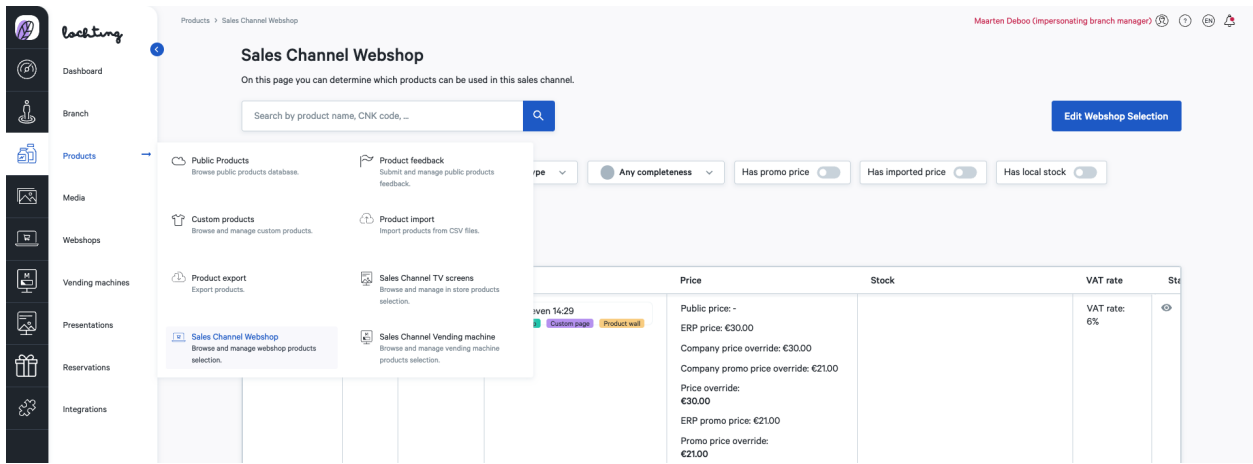 Products > Sales Channel Webshop
Maarten Deboo (impersonating branch manager)
EN
lochting
Sales Channel Webshop
On this page you can determine which products can be used in this sales channel.
Search by product name, CNK code, ...
Edit Webshop Selection
Dashboard
Branch
Products
Media
Webshops
Vending machines
Presentations
Reservations
Integrations
Public Products
Browse public products database.
Product feedback
Submit and manage public products
feedback.
Custom products
Browse and manage custom products.
Product import
Import products from CSV files.
Product export
Export products.
Sales Channel TV screens
Browse and manage in store products
selection.
Sales Channel Webshop
Browse and manage webshop products
selection.
Sales Channel Vending machine
Browse and manage vending machine
products selection.
ype
Any completeness
Has promo price
Has imported price
Has local stock
Price
Stock
VAT rate
Sta
even 14:29
Custom page
Product wall
Public price: -
ERP price: €30.00
Company price override: €30.00
Company promo price override: €21.00
Price override:
€30.00
ERP promo price: €21.00
Promo price override:
€21.00
VAT rate:
6%